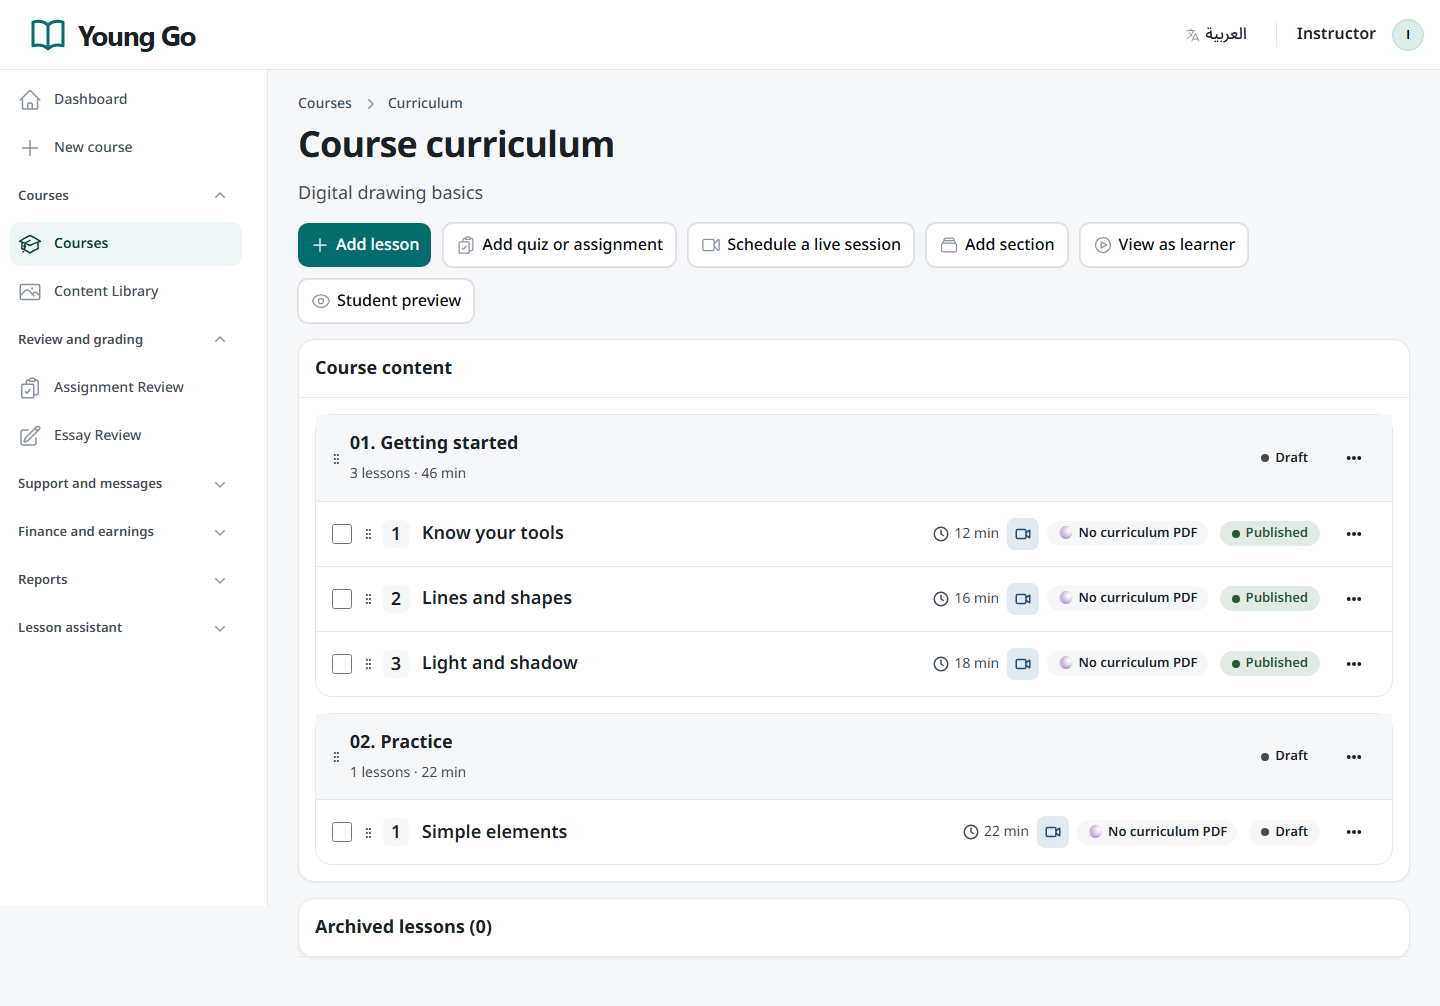 Young Go
العربية
Instructor
I
Dashboard
New course
Courses
Courses
Content Library
Review and grading
Assignment Review
Essay Review
Support and messages
Finance and earnings
Reports
Lesson assistant
Courses > Curriculum
Course curriculum
Digital drawing basics
Add lesson
Add quiz or assignment
Schedule a live session
Add section
View as learner
Student preview
Course content
01. Getting started
3 lessons · 46 min
Draft
1 Know your tools 12 min No curriculum PDF Published
2 Lines and shapes 16 min No curriculum PDF Published
3 Light and shadow 18 min No curriculum PDF Published
02. Practice
1 lessons · 22 min
Draft
1 Simple elements 22 min No curriculum PDF Draft
Archived lessons (0)